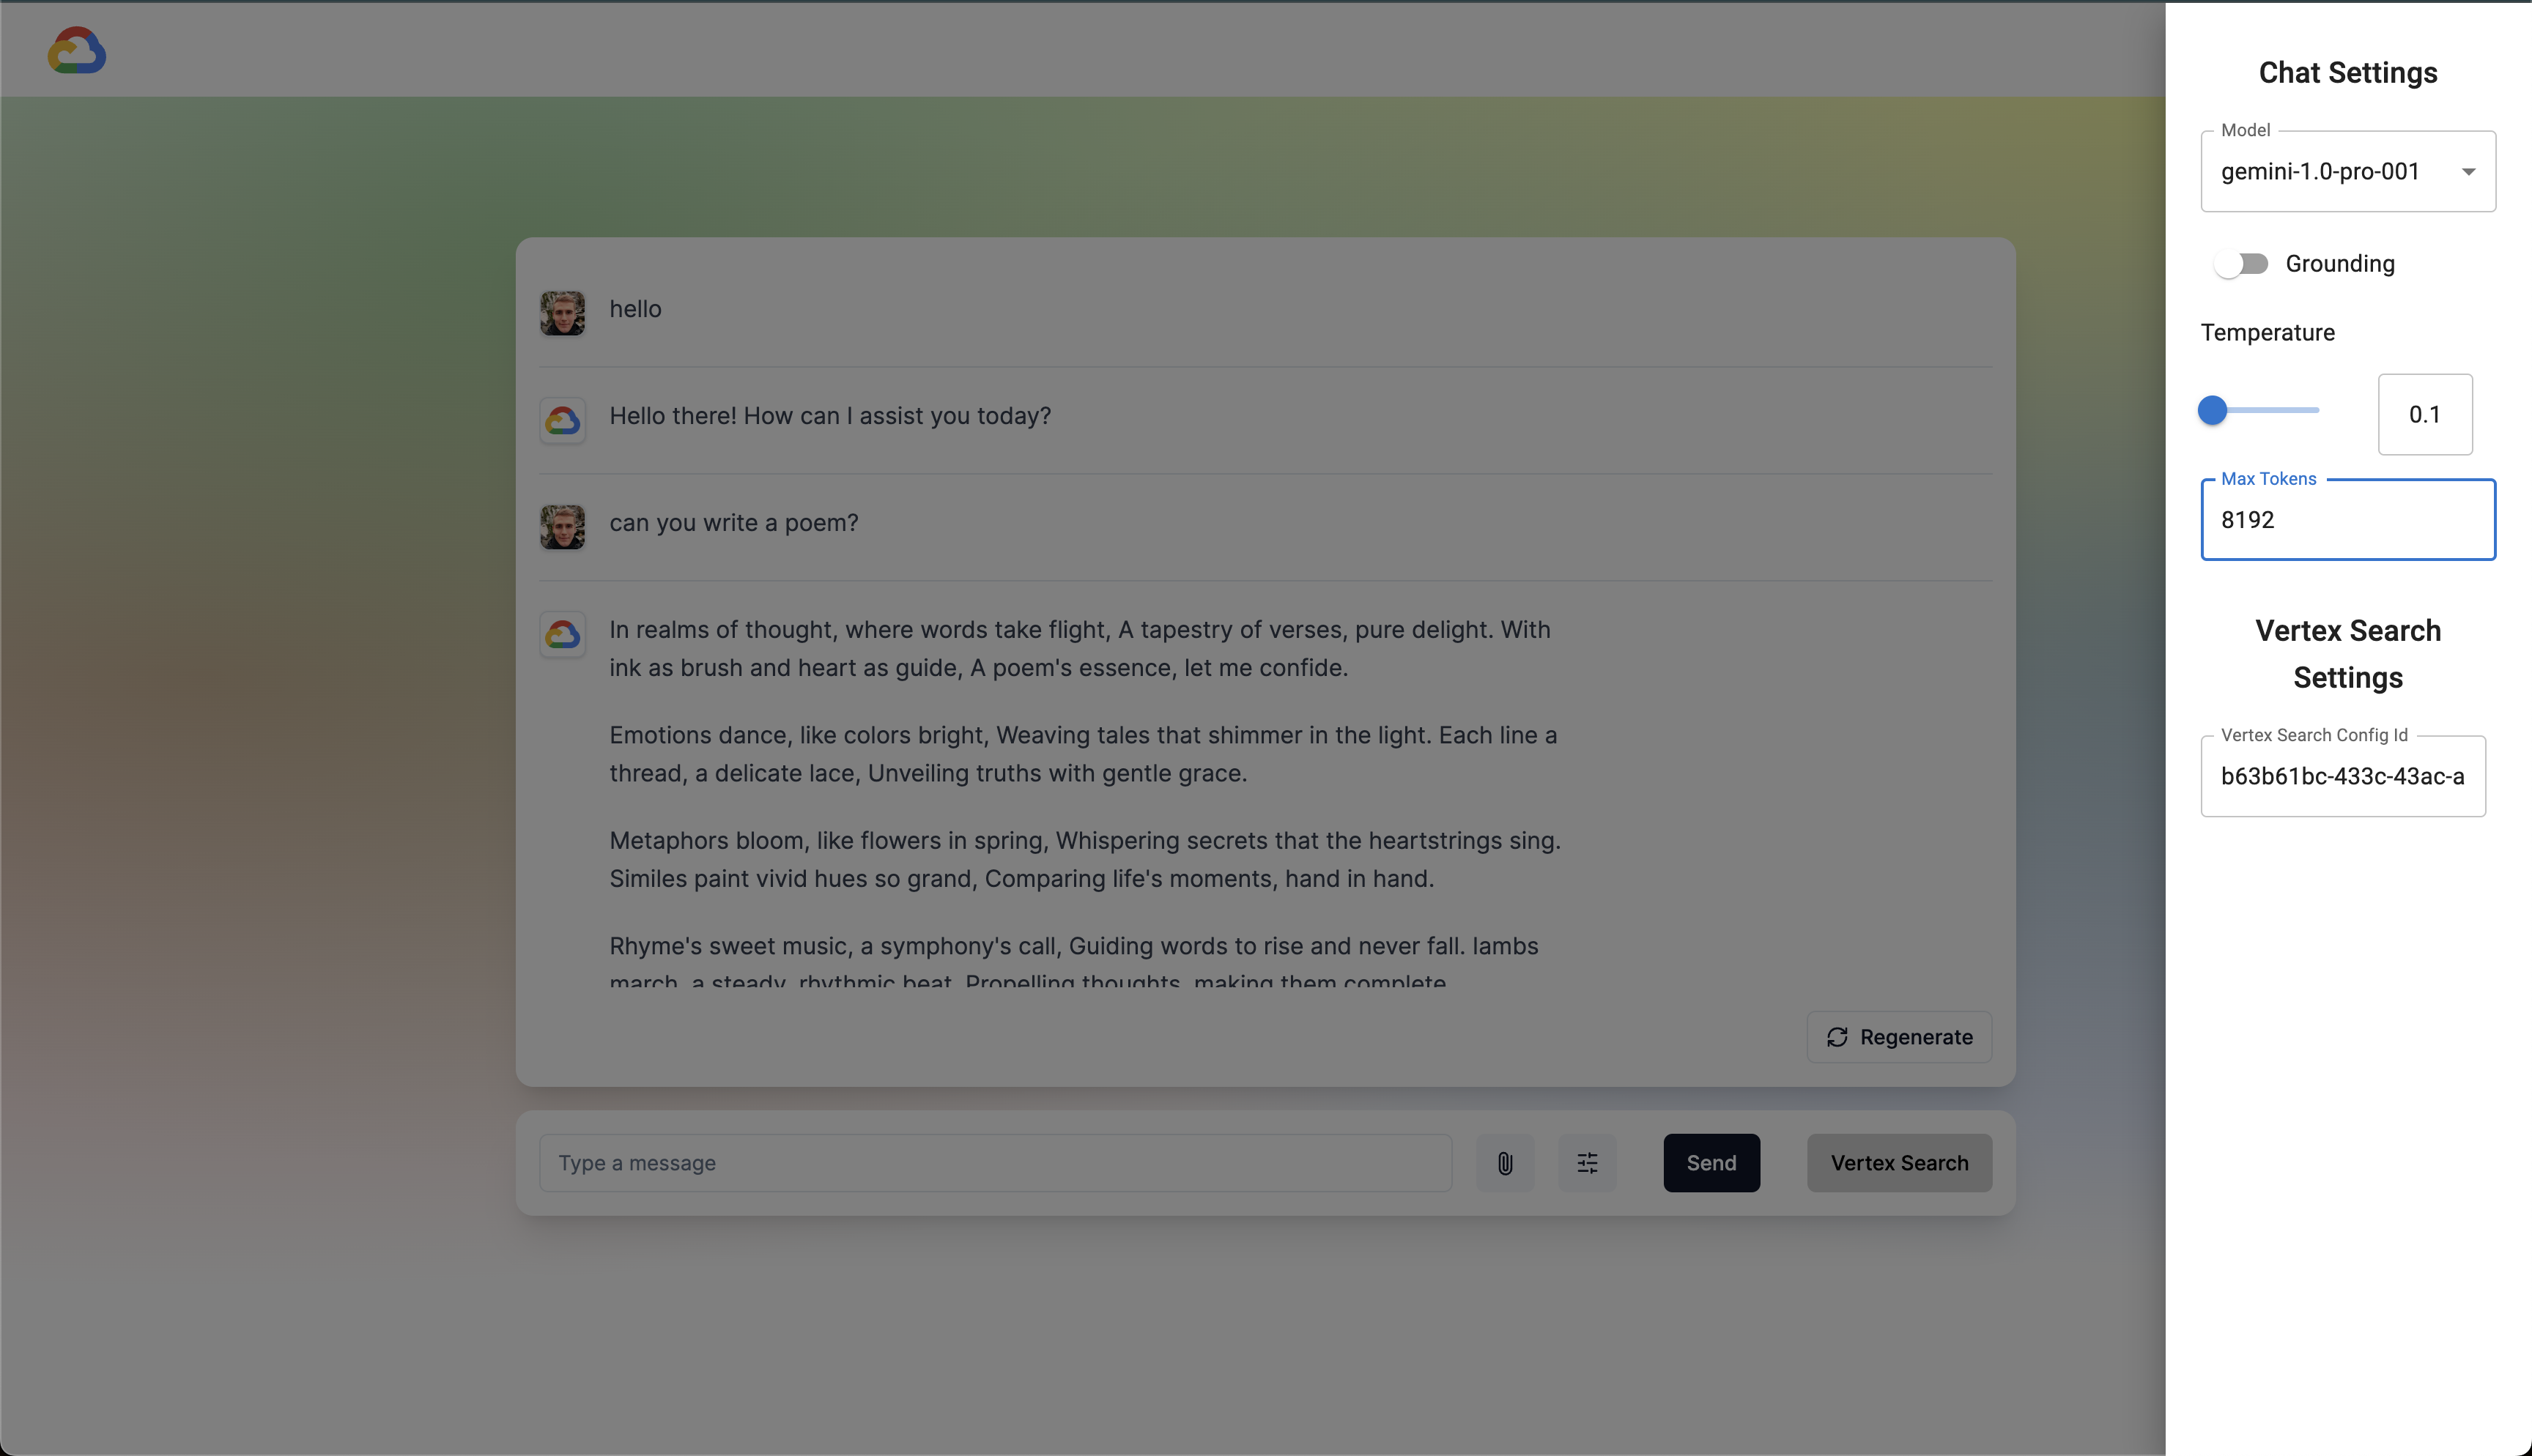 hello
Hello there! How can I assist you today?
can you write a poem?
In realms of thought, where words take flight, A tapestry of verses, pure delight. With
ink as brush and heart as guide, A poem's essence, let me confide.
Emotions dance, like colors bright, Weaving tales that shimmer in the light. Each line a
thread, a delicate lace, Unveiling truths with gentle grace.
Metaphors bloom, like flowers in spring, Whispering secrets that the heartstrings sing.
Similes paint vivid hues so grand, Comparing life's moments, hand in hand.
Rhyme's sweet music, a symphony's call, Guiding words to rise and never fall. Iambs
march, a steady, rhythmic beat, Propelling thoughts, making them complete.
Regenerate
Type a message
Send
Vertex Search
Chat Settings
Model
gemini-1.0-pro-001
Grounding
Temperature
0.1
Max Tokens
8192
Vertex Search
Settings
Vertex Search Config Id
b63b61bc-433c-43ac-a